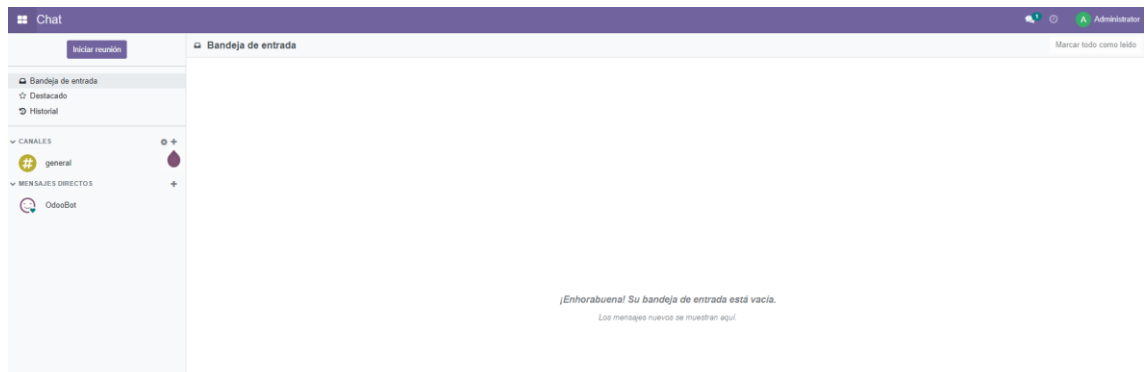 Chat
1
A
Administrator
Iniciar reunión
Bandeja de entrada
Marcar todo como leído
Bandeja de entrada
Destacado
Historial
CANALES
general
MENSAJES DIRECTOS
OdooBot
¡Enhorabuena! Su bandeja de entrada está vacía.
Los mensajes nuevos se muestran aquí.